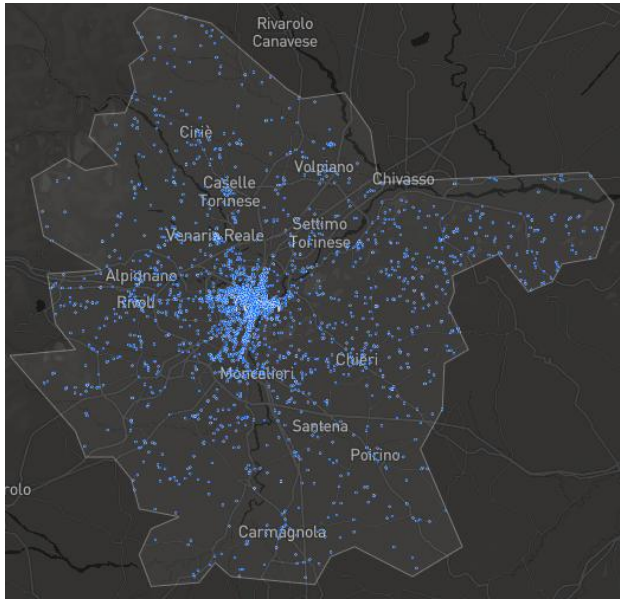 Rivarolo
Canavese
Ciriè
Volpiano
Chivasso
Caselle
Torinese
Settimo
Torinese
Venaria Reale
Alpignano
Rivoli
Chieri
Moncalieri
Santena
Poirino
rolo
Carmagnola